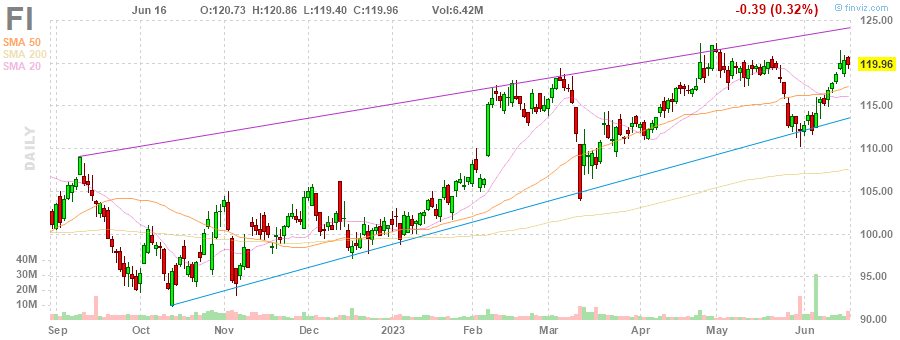 FI
Jun 16 O:120.73 H:120.86 L:119.40 C:119.96 Vol:6.42M -0.39 (0.32%)
finviz.com
SMA 50
SMA 200
SMA 20
DAILY
125.00
119.96
115.00
110.00
105.00
100.00
95.00
90.00
40M
30M
20M
10M
Sep Oct Nov Dec 2023 Feb Mar Apr May Jun